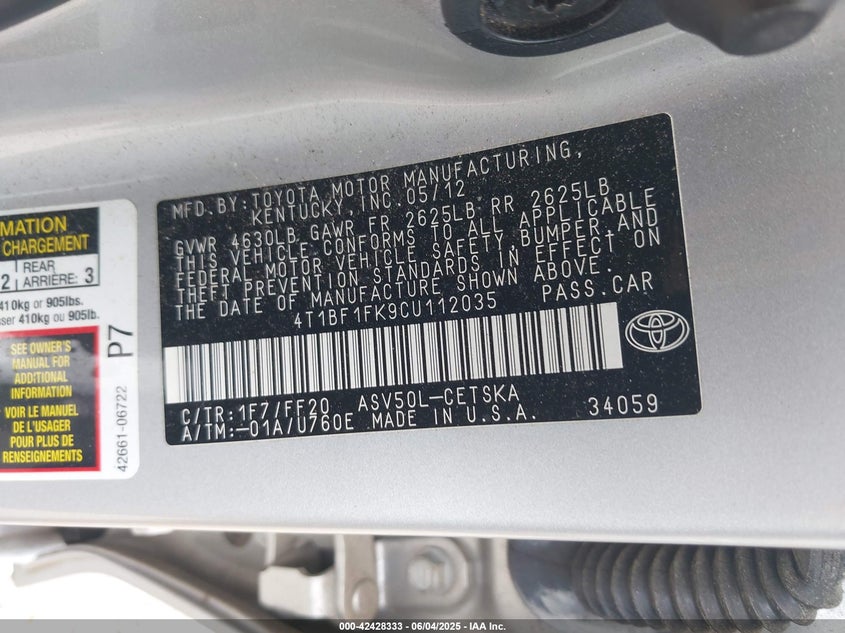 MFD. BY: TOYOTA MOTOR MANUFACTURING,
KENTUCKY, INC. 05/12
GVWR 4630LB GAWR FR 2625LB RR 2625LB
THIS VEHICLE CONFORMS TO ALL APPLICABLE
FEDERAL MOTOR VEHICLE SAFETY, BUMPER, AND
THEFT PREVENTION STANDARDS IN EFFECT ON
THE DATE OF MANUFACTURE SHOWN ABOVE.
4T1BF1FK9CU112035 PASS. CAR
C/TR: 1F7/FF20 ASV50L-CETSKA
A/TM: -01A/U760E MADE IN U.S.A. 34059
MATION
CHARGEMENT
2 REAR
ARRIÈRE: 3
410kg or 905lbs.
ser 410kg ou 905lb.
SEE OWNER'S
MANUAL FOR
ADDITIONAL
INFORMATION
VOIR LE MANUEL
DE L'USAGER
POUR PLUS DE
RENSEIGNEMENTS
P7
42661-06722
000-42428333 - 06/04/2025 - IAA Inc.